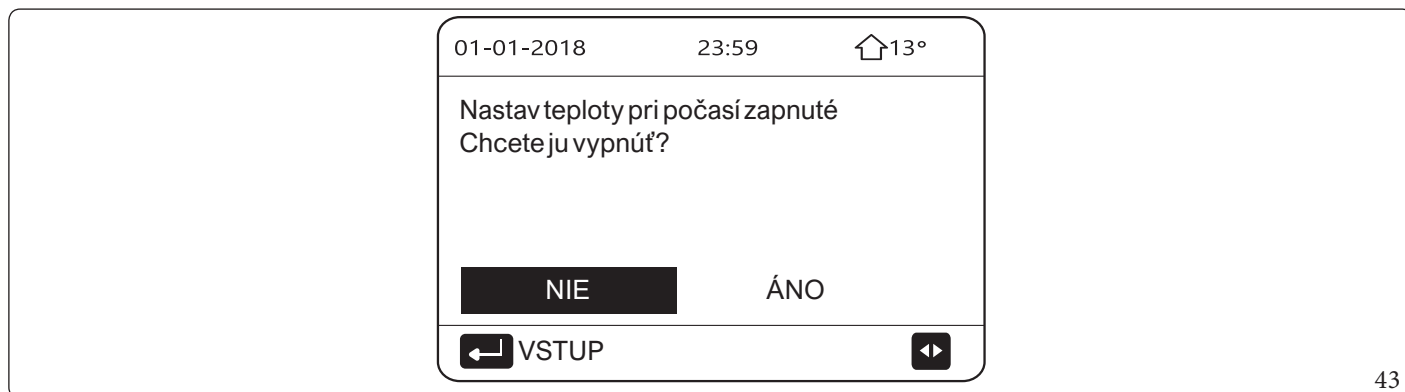 01-01-2018 23:59 13°
Nastav teploty pri počasí zapnuté
Chcete ju vypnúť?
NIE ÁNO
VSTUP
43